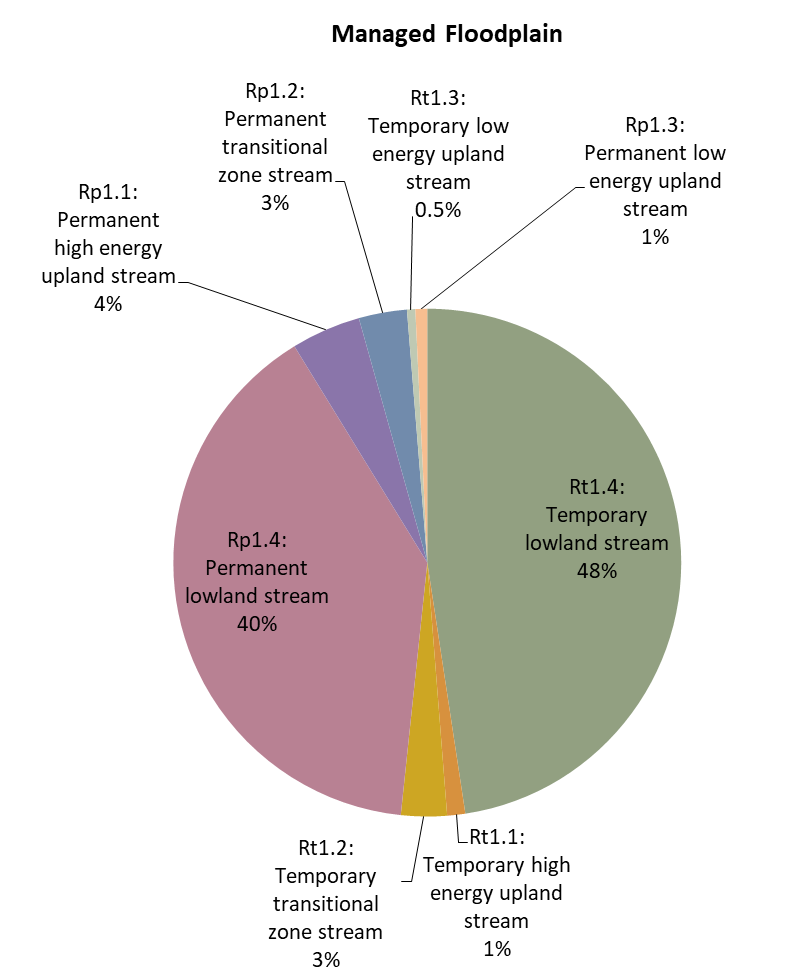 Managed Floodplain
Rp1.2:
Permanent
transitional
zone stream
3%
Rt1.3:
Temporary low
energy upland
stream
0.5%
Rp1.3:
Permanent low
energy upland
stream
1%
Rp1.1:
Permanent
high energy
upland stream
4%
Rt1.4:
Temporary
lowland stream
48%
Rp1.4:
Permanent
lowland stream
40%
Rt1.2:
Temporary
transitional
zone stream
3%
Rt1.1:
Temporary high
energy upland
stream
1%